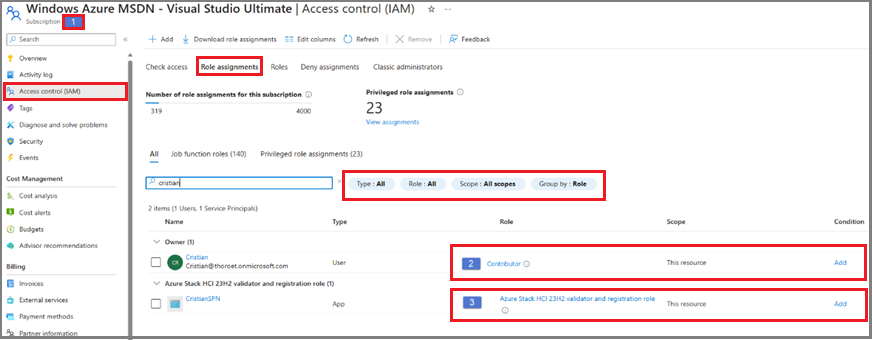 Windows Azure MSDN - Visual Studio Ultimate | Access control (IAM) ☆ ···
Subscription 1
Search
Overview
Activity log
Access control (IAM)
Tags
Diagnose and solve problems
Security
Events
Cost Management
Cost analysis
Cost alerts
Budgets
Advisor recommendations
Billing
Invoices
External services
Payment methods
Partner information
Add Download role assignments Edit columns Refresh Remove Feedback
Check access Role assignments Roles Deny assignments Classic administrators
Number of role assignments for this subscription
319 4000
Privileged role assignments
23
View assignments
All Job function roles (140) Privileged role assignments (23)
cristian
Type : All Role : All Scope : All scopes Group by : Role
2 items (1 Users, 1 Service Principals)
Name Type Role Scope Condition
Owner (1)
CR Cristian User 2 Contributor This resource Add
Cristian@thoroet.onmicrosoft.com
Azure Stack HCI 23H2 validator and registration role (1)
CristianSPN App 3 Azure Stack HCI 23H2 validator and registration role This resource Add